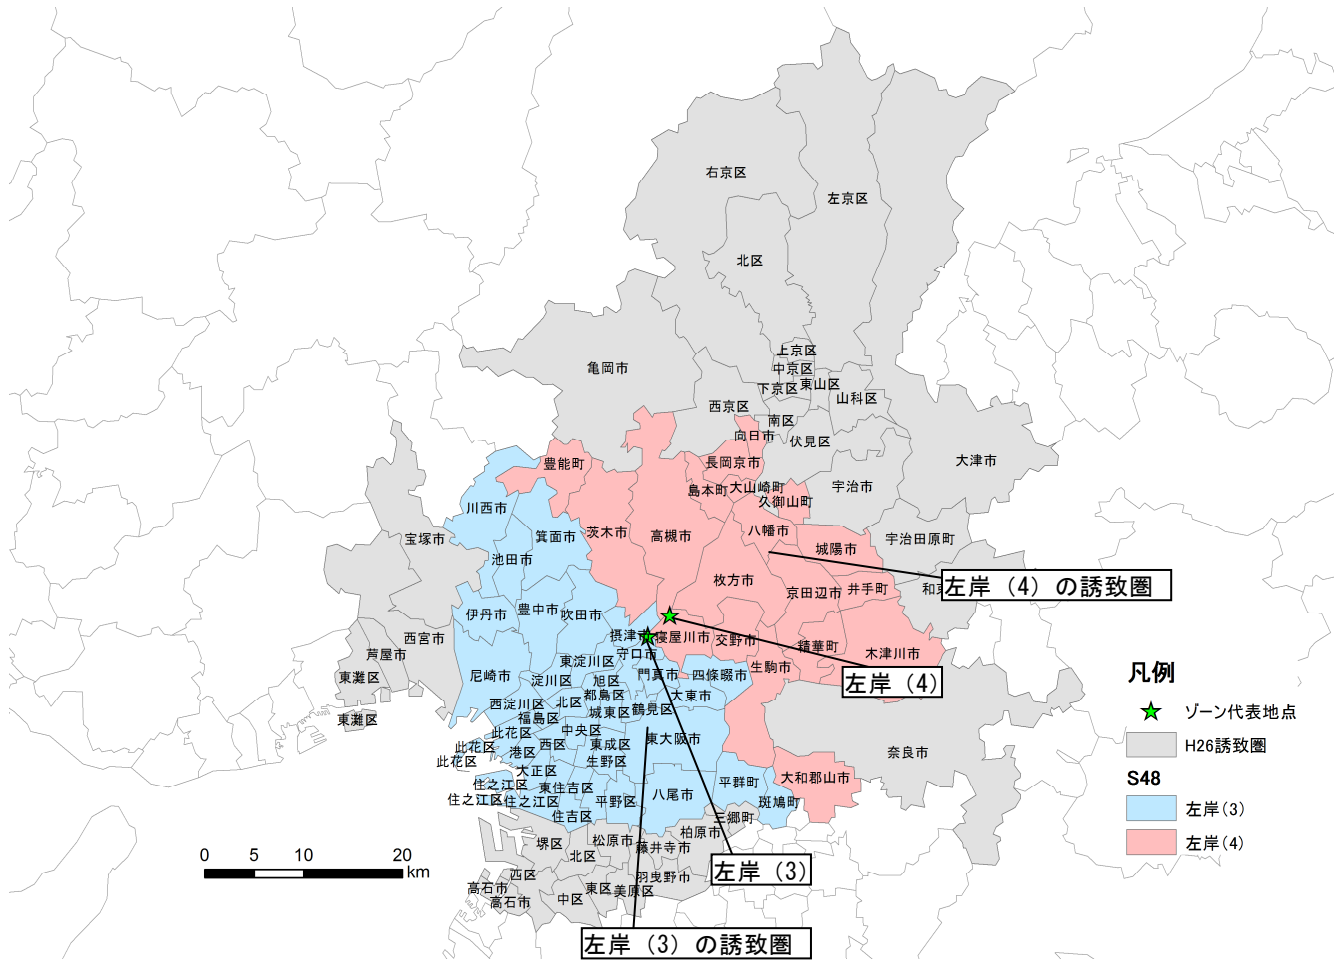 右京区
左京区
北区
上京区
中京区
亀岡市
下京区
東山区
山科区
西京区
南区
向日市
伏見区
大津市
豊能町
長岡京市
島本町
大山崎町
宇治市
久御山町
川西市
茨木市
高槻市
八幡市
宝塚市
箕面市
城陽市
宇治田原町
池田市
枚方市
京田辺市
井手町
和東
左岸（4）の誘致圏
伊丹市
豊中市
吹田市
西宮市
摂津市
寝屋川市
交野市
精華町
木津川市
芦屋市
守口市
東灘区
尼崎市
東淀川区
淀川区
旭区
門真市
四條畷市
生駒市
左岸（4）
西淀川区
北区
都島区
大東市
東灘区
福島区
城東区
鶴見区
此花区
中央区
東大阪市
此花区
港区
西区
東成区
奈良市
此花区
生野区
大正区
住之江区
東住吉区
平群町
大和郡山市
住之江区
住之江区
平野区
八尾市
斑鳩町
住吉区
三郷町
柏原市
堺区
松原市
藤井寺市
北区
西区
羽曳野市
左岸（3）
高石市
東区
美原区
高石市
中区
左岸（3）の誘致圏
0 5 10 20
km
凡例
ゾーン代表地点
H26誘致圏
S48
左岸（3）
左岸（4）